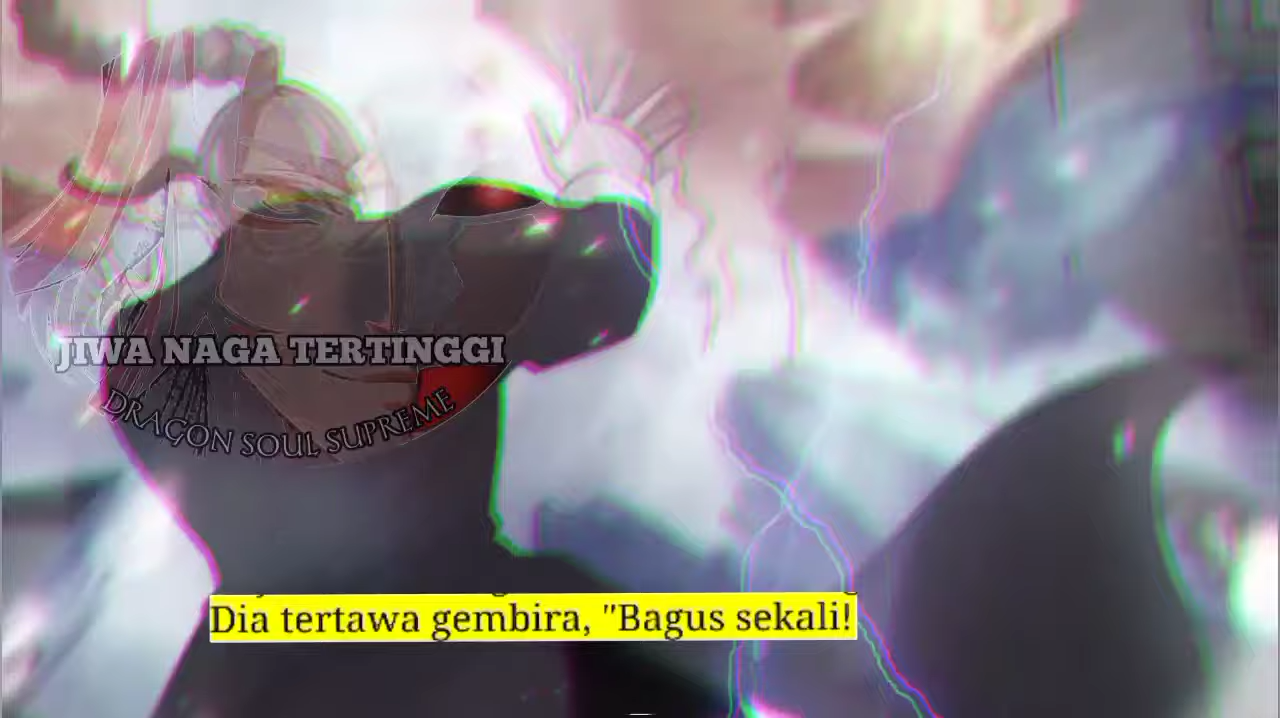 JIWA NAGA TERTINGGI
DRAGON SOUL SUPREME
Dia tertawa gembira, "Bagus sekali!